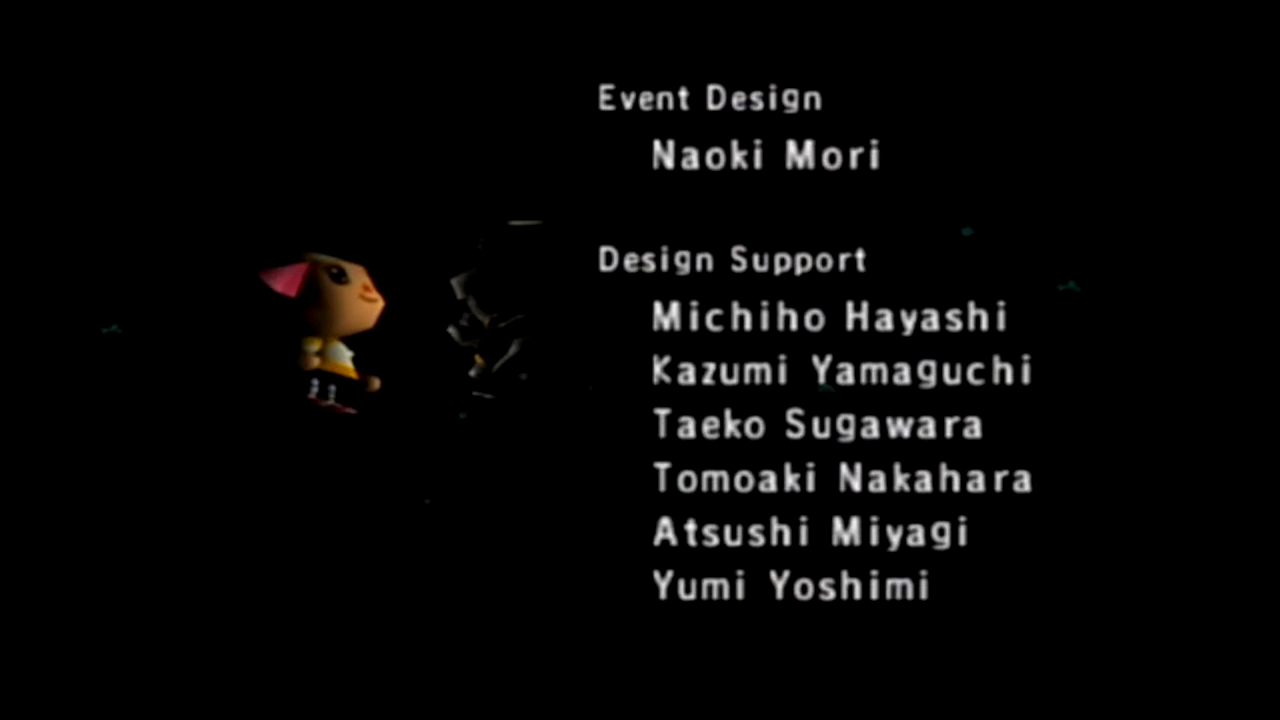 Event Design
Naoki Mori
Design Support
Michiho Hayashi
Kazumi Yamaguchi
Taeko Sugawara
Tomoaki Nakahara
Atsushi Miyagi
Yumi Yoshimi